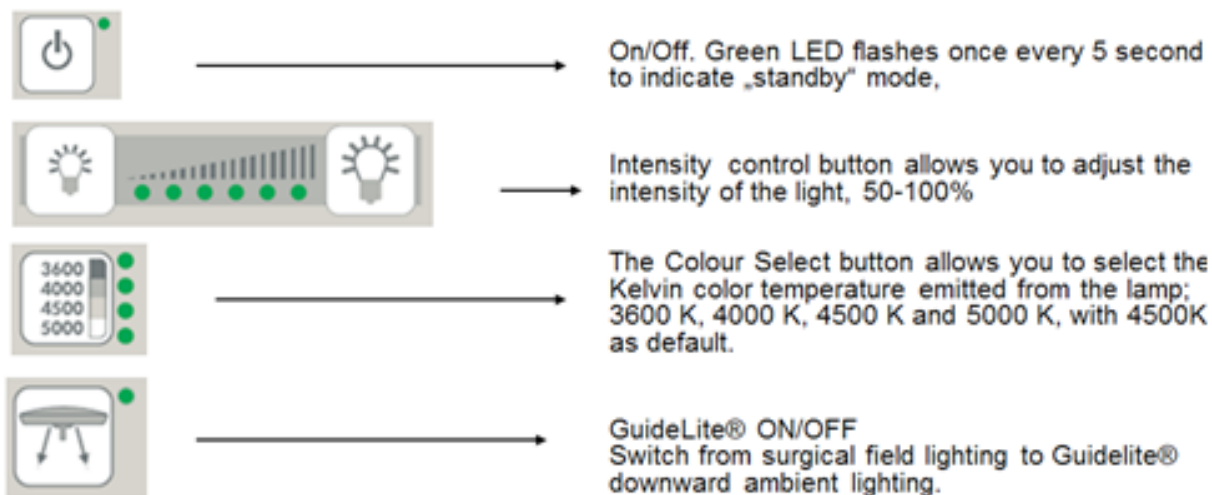 On/Off. Green LED flashes once every 5 second
to indicate „standby“ mode,
Intensity control button allows you to adjust the
intensity of the light, 50-100%
3600
4000
4500
5000
The Colour Select button allows you to select the
Kelvin color temperature emitted from the lamp;
3600 K, 4000 K, 4500 K and 5000 K, with 4500K
as default.
GuideLite® ON/OFF
Switch from surgical field lighting to Guidelite®
downward ambient lighting.